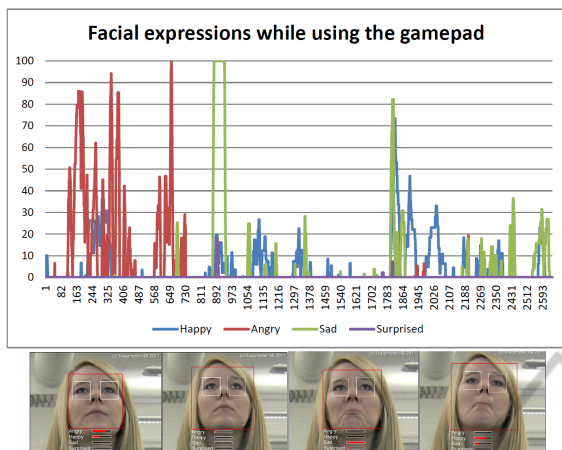 Facial expressions while using the gamepad
100
90
80
70
60
50
40
30
20
10
0
1 82 163 244 325 406 487 568 649 730 811 892 973 1054 1135 1216 1297 1378 1459 1540 1621 1702 1783 1864 1945 2026 2107 2188 2269 2350 2431 2512 2593
Happy Angry Sad Surprised
Angry
Happy
Sad
Surprised
Angry
Happy
Sad
Surprised
Angry
Happy
Sad
Surprised
Angry
Happy
Sad
Surprised